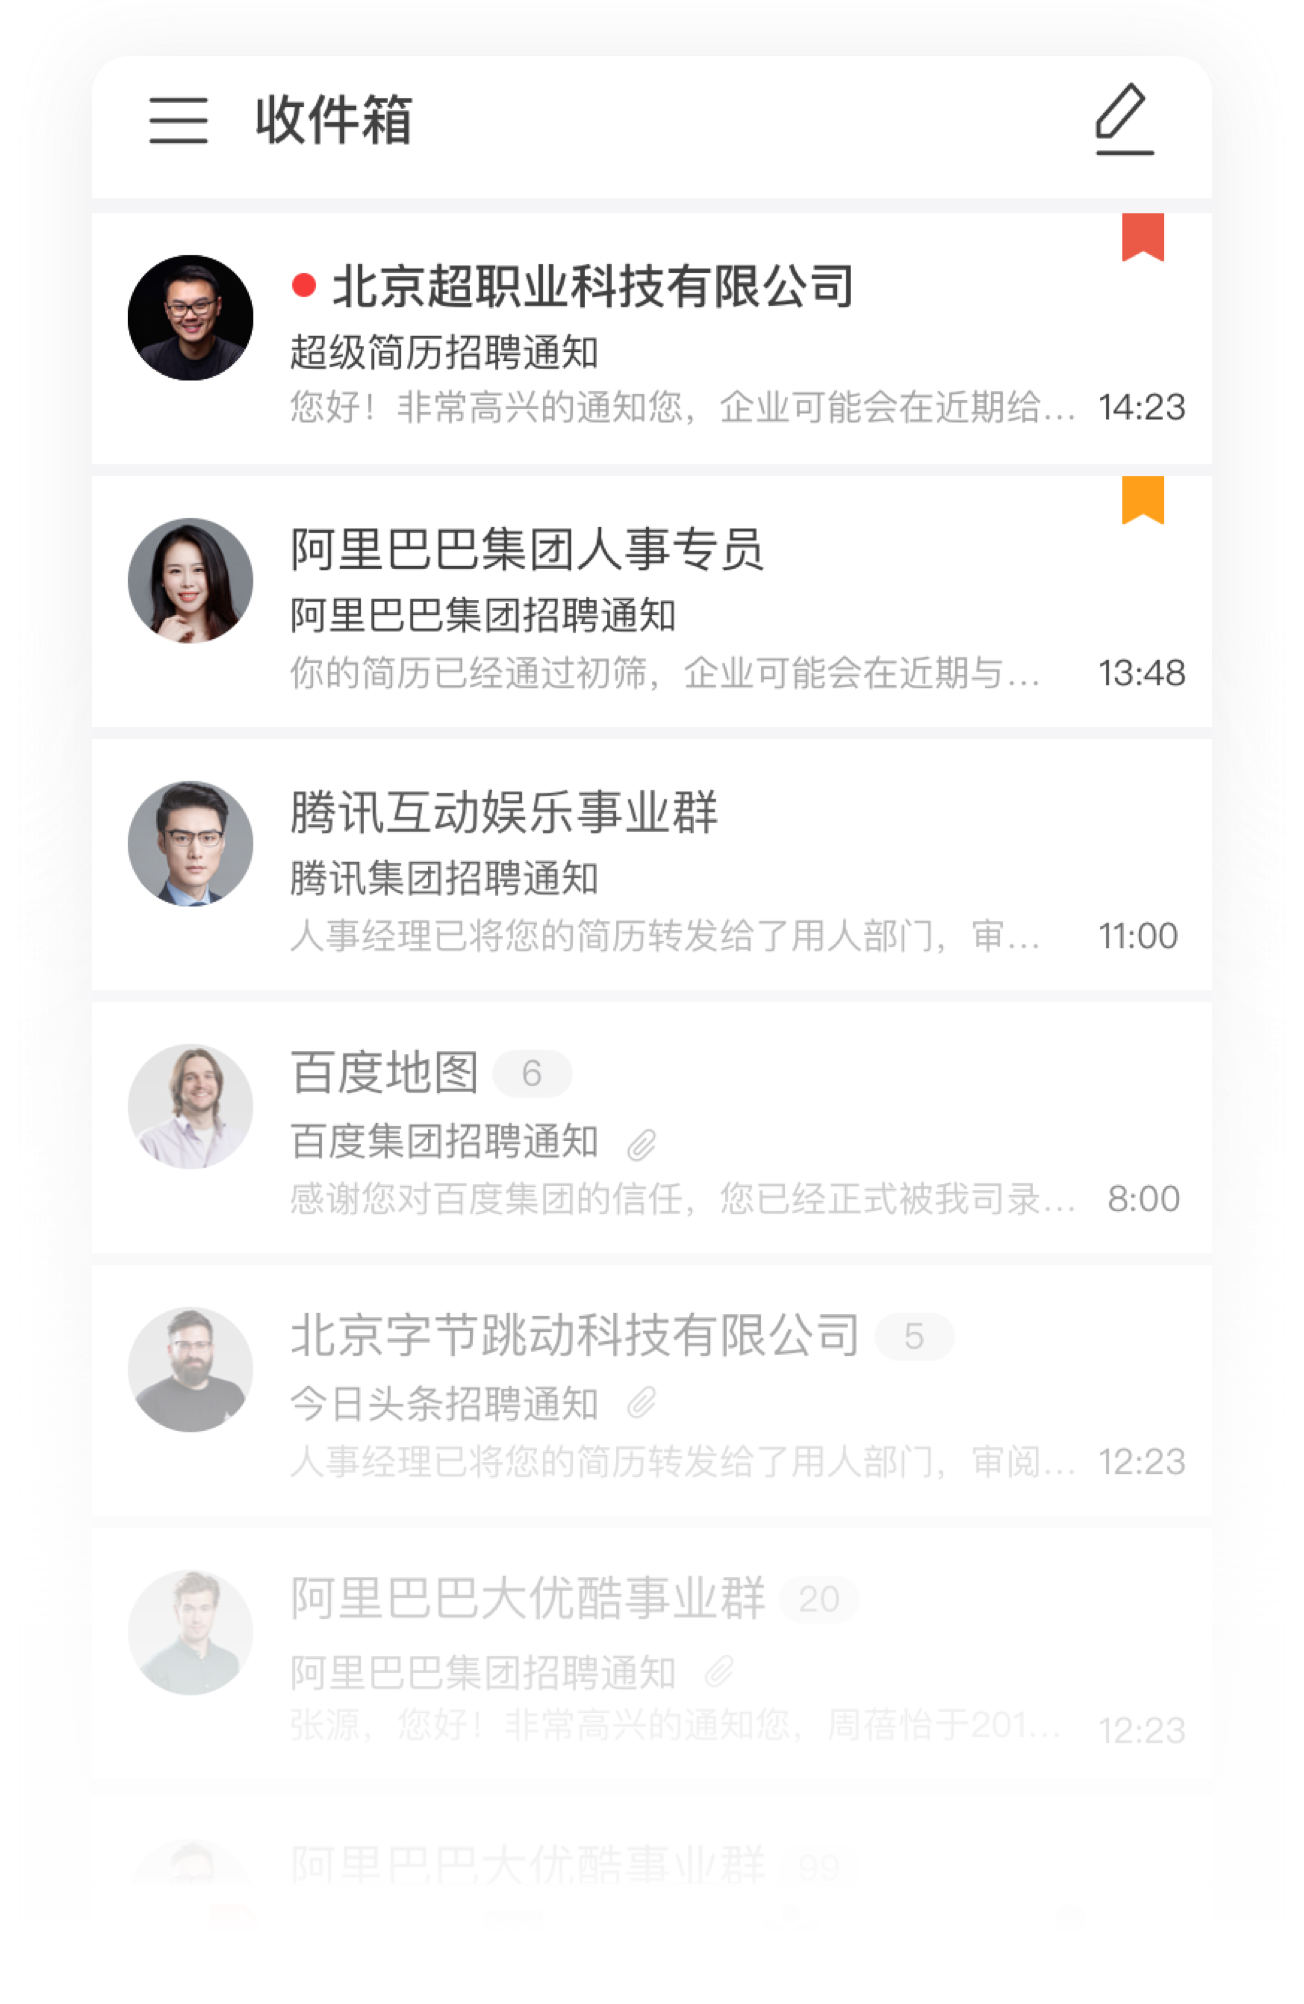 收件箱
北京超职业科技有限公司
超级简历招聘通知
您好！非常高兴的通知您，企业可能会在近期给... 14:23
阿里巴巴集团人事专员
阿里巴巴集团招聘通知
你的简历已经通过初筛，企业可能会在近期与... 13:48
腾讯互动娱乐事业群
腾讯集团招聘通知
人事经理已将您的简历转发给了用人部门，审... 11:00
百度地图 6
百度集团招聘通知
感谢您对百度集团的信任，您已经正式被我司录... 8:00
北京字节跳动科技有限公司 5
今日头条招聘通知
人事经理已将您的简历转发给了用人部门，审阅... 12:23
阿里巴巴大优酷事业群 20
阿里巴巴集团招聘通知
张源，您好！非常高兴的通知您，周蓓怡于201... 12:23
阿里巴巴大优酷事业群 99